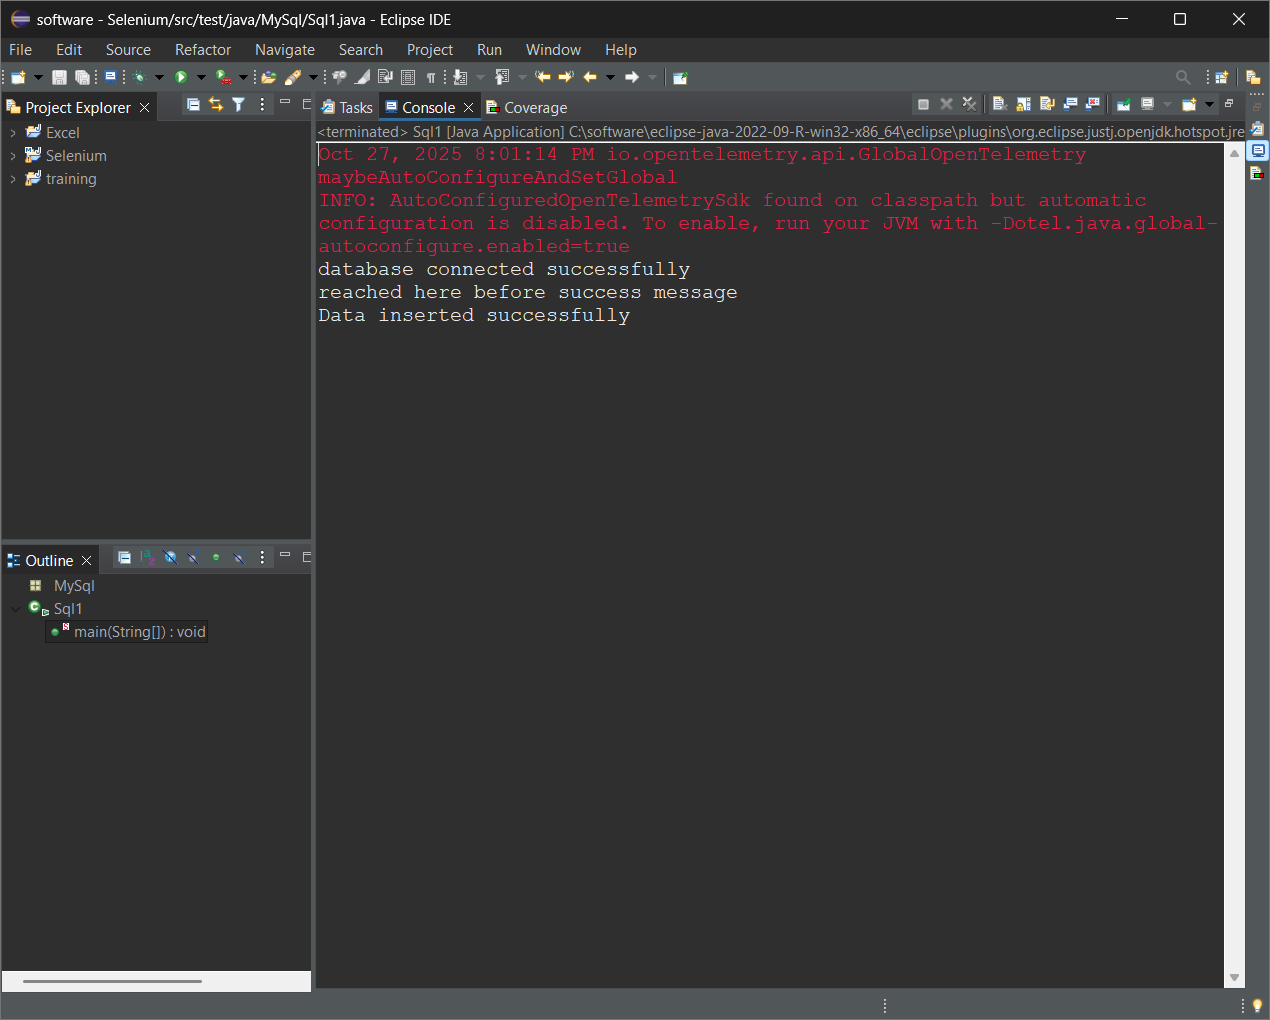 software - Selenium/src/test/java/MySql/Sql1.java - Eclipse IDE
File Edit Source Refactor Navigate Search Project Run Window Help
Project Explorer
Excel
Selenium
training
Tasks Console Coverage
<terminated> Sql1 [Java Application] C:\software\eclipse-java-2022-09-R-win32-x86_64\eclipse\plugins\org.eclipse.justj.openjdk.hotspot.jre
Oct 27, 2025 8:01:14 PM io.opentelemetry.api.GlobalOpenTelemetry
maybeAutoConfigureAndSetGlobal
INFO: AutoConfiguredOpenTelemetrySdk found on classpath but automatic
configuration is disabled. To enable, run your JVM with -Dotel.java.global-
autoconfigure.enabled=true
database connected successfully
reached here before success message
Data inserted successfully
Outline
MySql
Sql1
main(String[]) : void